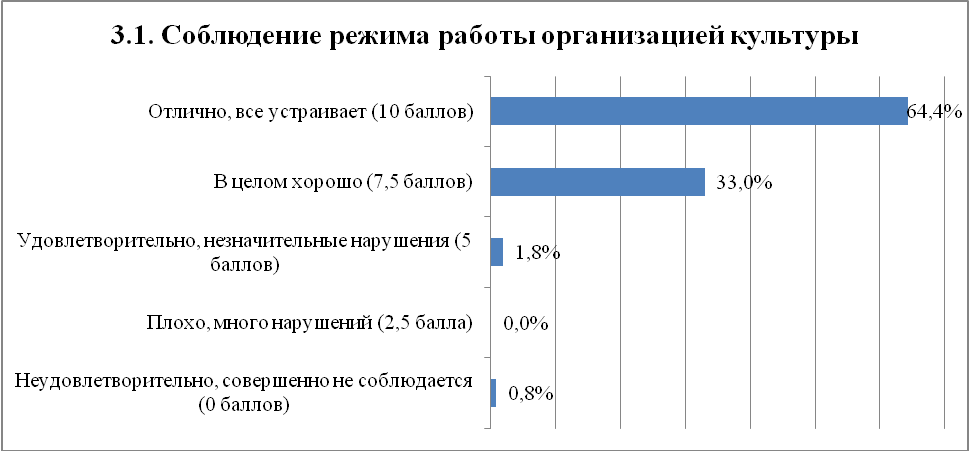 3.1. Соблюдение режима работы организацией культуры
Отлично, все устраивает (10 баллов)
64,4%
В целом хорошо (7,5 баллов)
33,0%
Удовлетворительно, незначительные нарушения (5
баллов)
1,8%
Плохо, много нарушений (2,5 балла)
0,0%
Неудовлетворительно, совершенно не соблюдается
(0 баллов)
0,8%